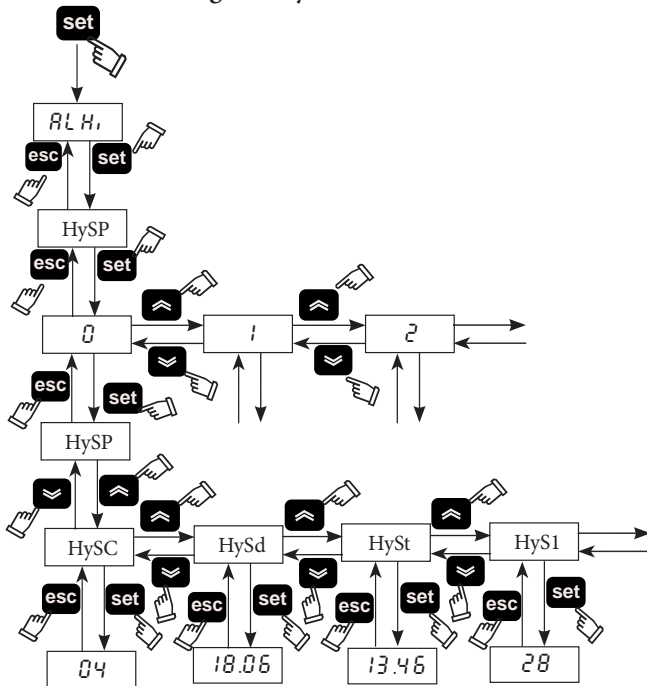 set
ALHi
esc set
HySP
esc set
0 1 2
esc set
HySP
HySC HySd HySt HyS1
esc set esc set esc set esc set
04 18.06 13.46 28